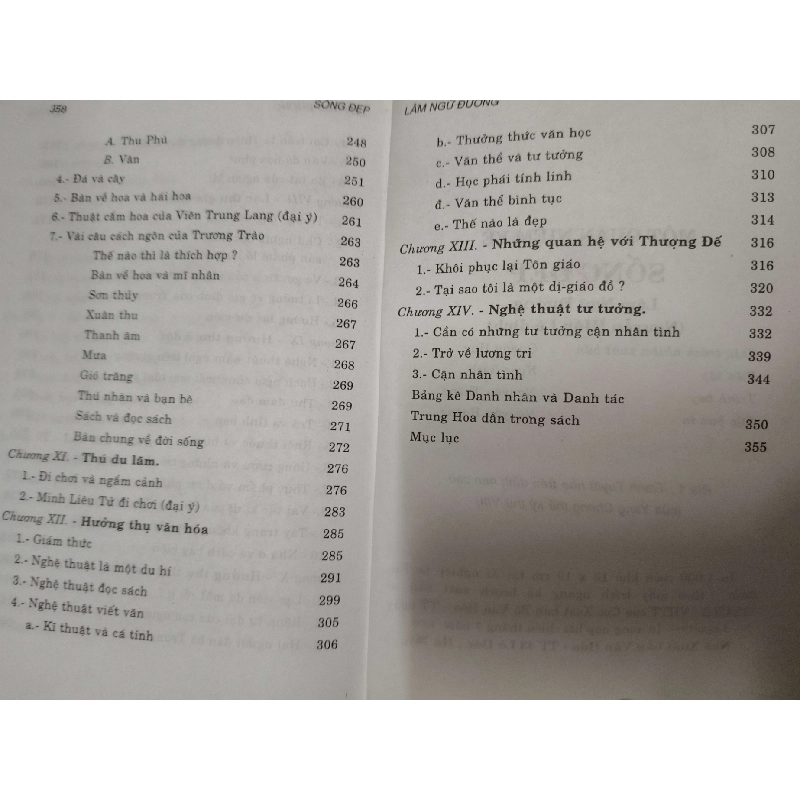 358 SỐNG ĐẸP
A. Thu Phú 248
B. Văn 250
4.- Đá và cây 251
5.- Bàn về hoa và hái hoa 260
6.- Thuật cắm hoa của Viên Trung Lang (đại ý) 261
7.- Vài câu cách ngôn của Trương Trào 263
Thế nào thì là thích hợp ? 263
Bàn về hoa và mĩ nhân 264
Sơn thủy 266
Xuân thu 267
Thanh âm 267
Mưa 268
Gió trăng 269
Thú nhàn và bạn bè 269
Sách và đọc sách 271
Bàn chung về đời sống 272
Chương XI. - Thú du lãm. 276
1.- Đi chơi và ngắm cảnh 276
2.- Minh Liêu Tử đi chơi (đại ý) 283
Chương XII. - Hưởng thụ văn hóa 285
1.- Giám thức 285
2.- Nghệ thuật là một du hí 291
3.- Nghệ thuật đọc sách 299
4.- Nghệ thuật viết văn 305
a.- Kĩ thuật và cá tính 306
LÂM NGỮ ĐƯỜNG
b.- Thưởng thức văn học 307
c.- Văn thể và tư tưởng 308
d.- Học phái tính linh 310
đ.- Văn thể bình tục 313
e.- Thế nào là đẹp 314
Chương XIII. - Những quan hệ với Thượng Đế 316
1.- Khôi phục lại Tôn giáo 316
2.- Tại sao tôi là một dị-giáo đồ ? 320
Chương XIV. - Nghệ thuật tư tưởng. 332
1.- Cần có những tư tưởng cận nhân tình 332
2.- Trở về lương tri 339
3.- Cận nhân tình 344
Bảng kê Danh nhân và Danh tác
Trung Hoa dẫn trong sách 350
Mục lục 355